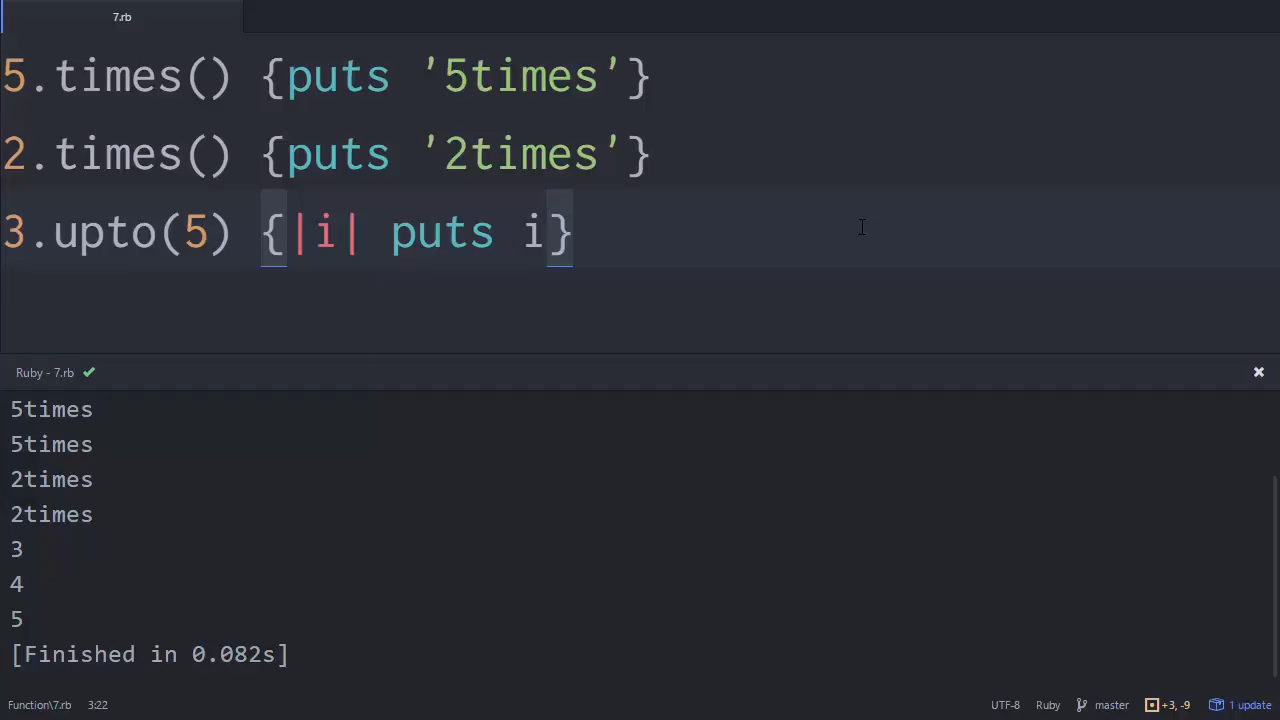 7.rb
5.times() {puts '5times'}
2.times() {puts '2times'}
3.upto(5) {|i| puts i}
Ruby - 7.rb
5times
5times
2times
2times
3
4
5
[Finished in 0.082s]
Function\7.rb 3:22 UTF-8 Ruby master +3, -9 1 update